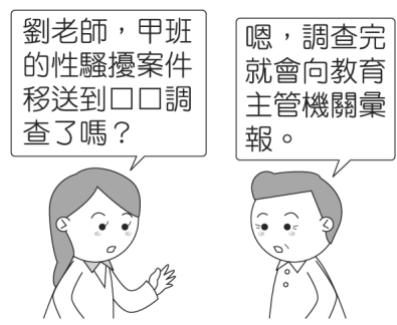 劉老師，甲班
的性騷擾案件
移送到□□調
查了嗎？
嗯，調查完
就會向教育
主管機關彙
報。